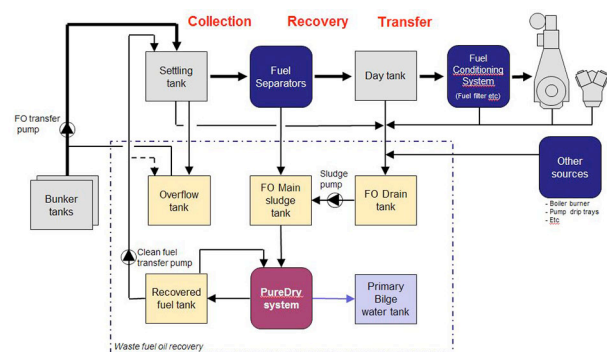 Collection Recovery Transfer
Settling
tank
Fuel
Separators
Day tank
Fuel
Conditioning
System
(Fuel filter etc)
FO transfer
pump
Bunker
tanks
Overflow
tank
FO Main
sludge
tank
Sludge
pump
FO Drain
tank
Other
sources
- Boiler burner
- Pump drip trays
- Etc
Clean fuel
transfer pump
Recovered
fuel tank
PureDry
system
Primary
Bilge
water tank
Waste fuel oil recovery